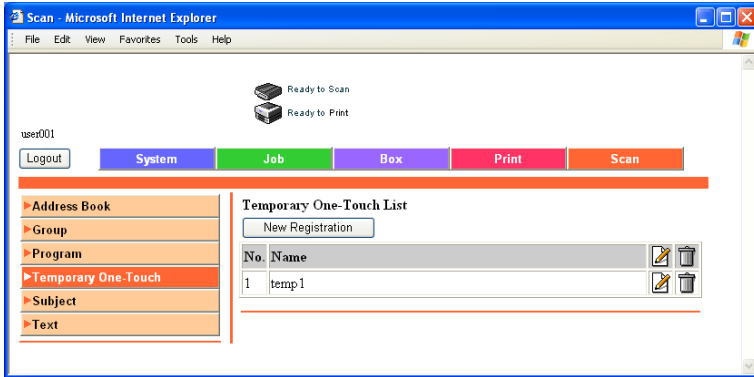 Scan - Microsoft Internet Explorer
File Edit View Favorites Tools Help
Ready to Scan
Ready to Print
user001
Logout System Job Box Print Scan
Address Book
Group
Program
Temporary One-Touch
Subject
Text
Temporary One-Touch List
New Registration
No. Name
1 temp1